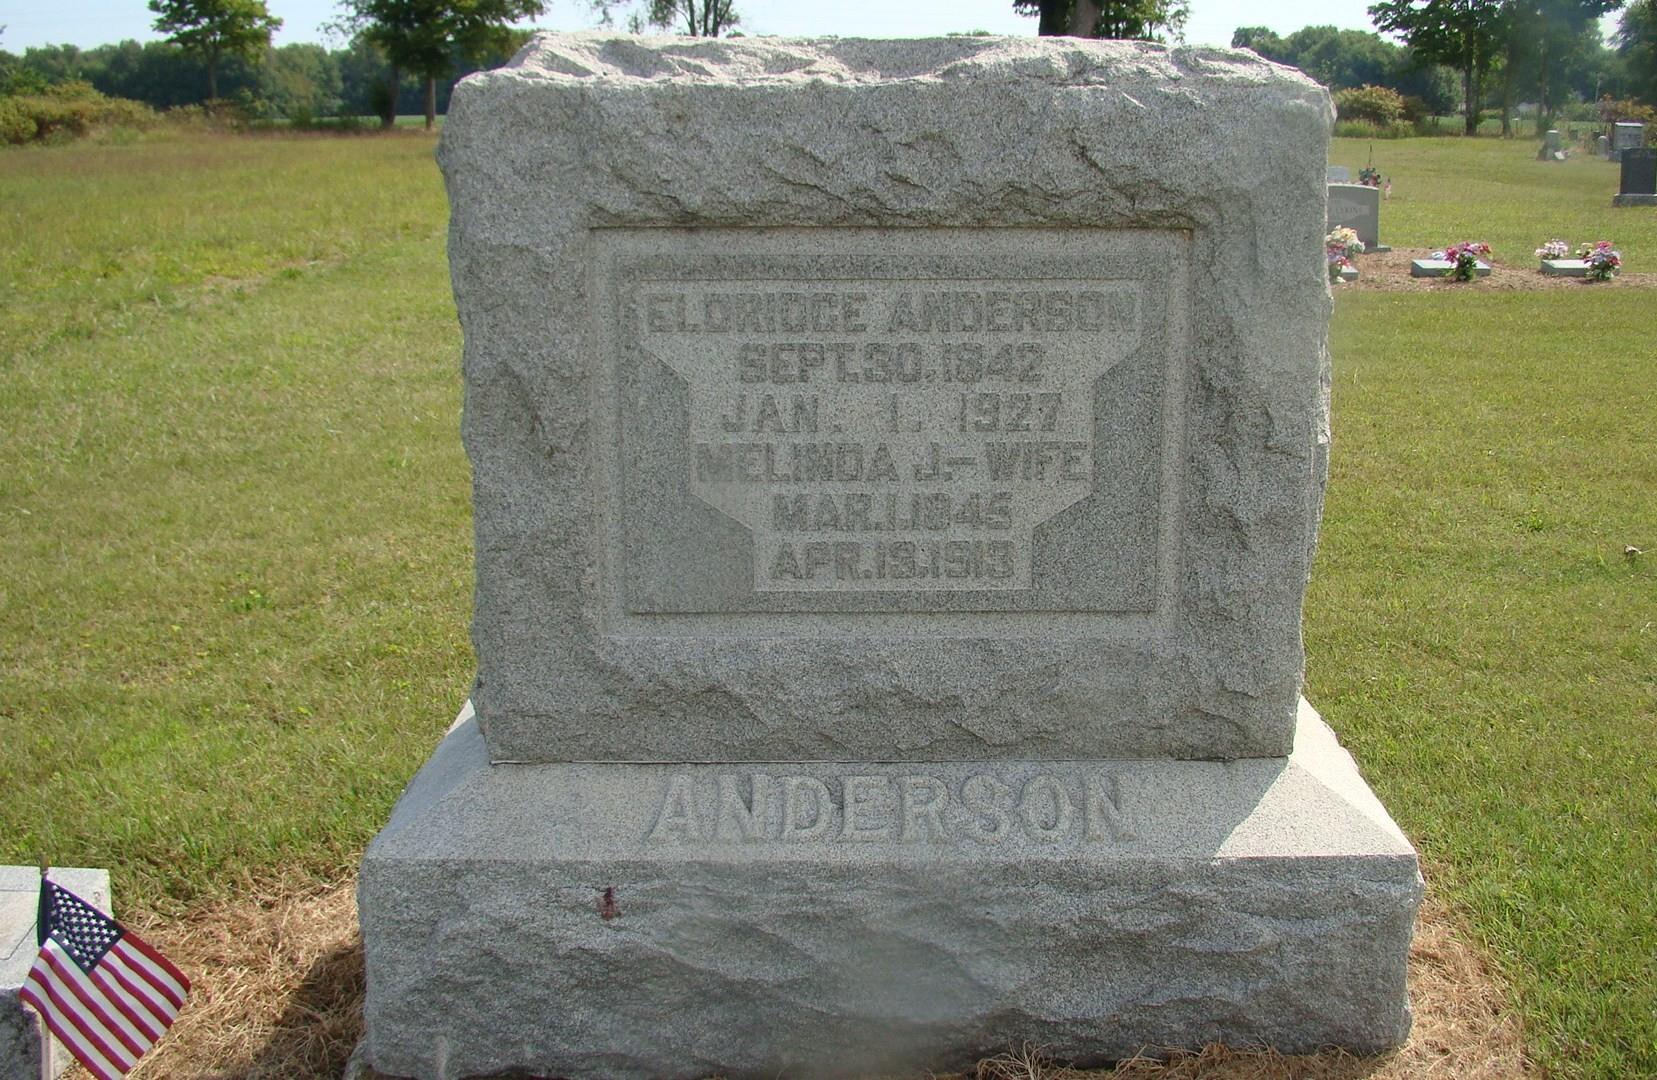 ELDRIDGE ANDERSON
SEPT. 30, 1842
JAN. 1. 1927
MELINDA J.-WIFE
MAR. 1. 1845
APR. 19, 1913
ANDERSON